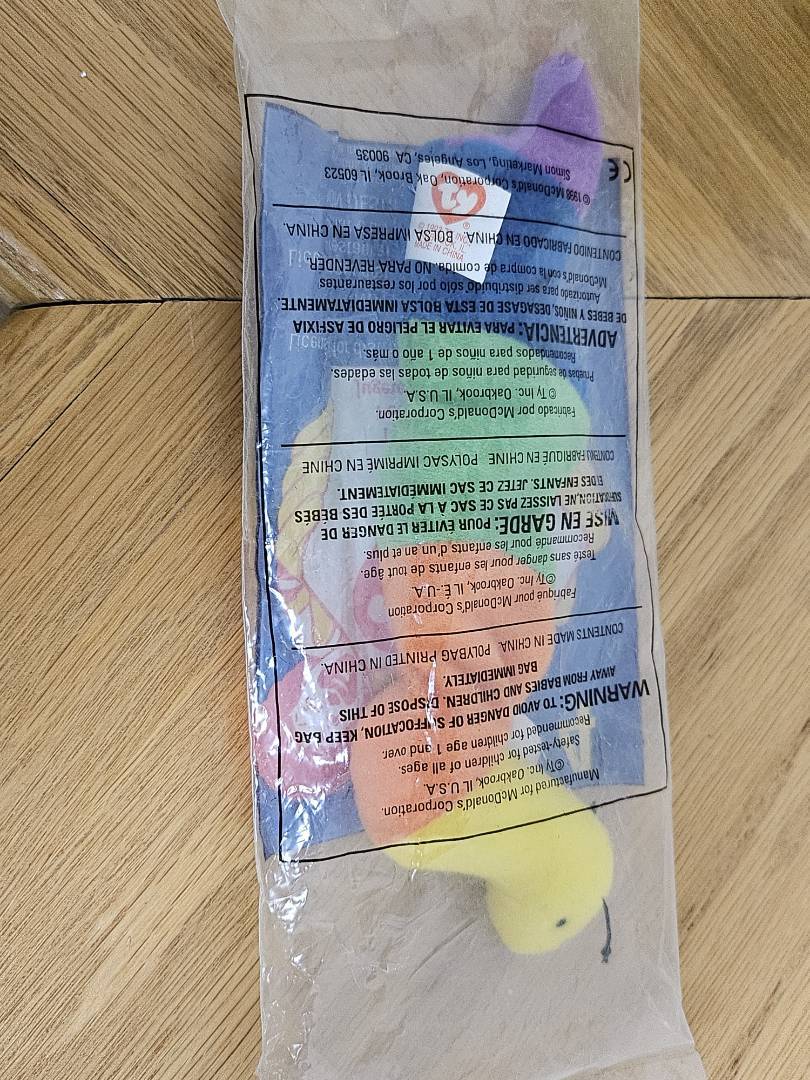 Manufactured for McDonald's Corporation.
©Ty Inc. Oakbrook, IL U.S.A.
Safety-tested for children of all ages.
Recommended for children age 1 and over.
WARNING: TO AVOID DANGER OF SUFFOCATION, KEEP BAG
AWAY FROM BABIES AND CHILDREN. DISPOSE OF THIS
BAG IMMEDIATELY.
CONTENTS MADE IN CHINA. POLYBAG PRINTED IN CHINA.
Fabriqué pour McDonald's Corporation
©Ty Inc. Oakbrook, IL É.-U.A.
Testé sans danger pour les enfants de tout âge.
Recommandé pour les enfants d'un an et plus.
MISE EN GARDE: POUR ÉVITER LE DANGER DE
SUFFOCATION, NE LAISSEZ PAS CE SAC À LA PORTÉE DES BÉBÉS
ET DES ENFANTS. JETEZ CE SAC IMMÉDIATEMENT.
CONTENU FABRIQUÉ EN CHINE POLYSAC IMPRIMÉ EN CHINE
Fabricado por McDonald's Corporation.
©Ty Inc. Oakbrook, IL U.S.A.
Pruebas de seguridad para niños de todas las edades.
Recomendados para niños de 1 año o más.
ADVERTENCIA: PARA EVITAR EL PELIGRO DE ASFIXIA
DE BEBES Y NIÑOS, DESAGASE DE ESTA BOLSA INMEDIATAMENTE.
Autorizado para ser distribuido sólo por los restaurantes
McDonald's con la compra de comida. NO PARA REVENDER
CONTENIDO FABRICADO EN CHINA. BOLSA IMPRESA EN CHINA.
© 1998 McDonald's Corporation, Oak Brook, IL 60523
Simon Marketing, Los Angeles, CA 90035
CE
ty
MADE IN CHINA